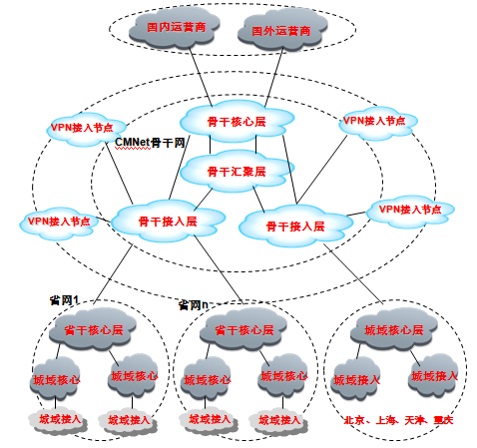 国内运营商
国外运营商
骨干核心层
VPN接入节点
VPN接入节点
CMNet骨干网
骨干汇聚层
VPN接入节点
骨干接入层
骨干接入层
VPN接入节点
省网1
省网n
省干核心层
省干核心层
城域核心层
城域核心
城域核心
城域核心
城域核心
城域接入
城域接入
城域接入
城域接入
城域接入
城域接入
北京、上海、天津、重庆